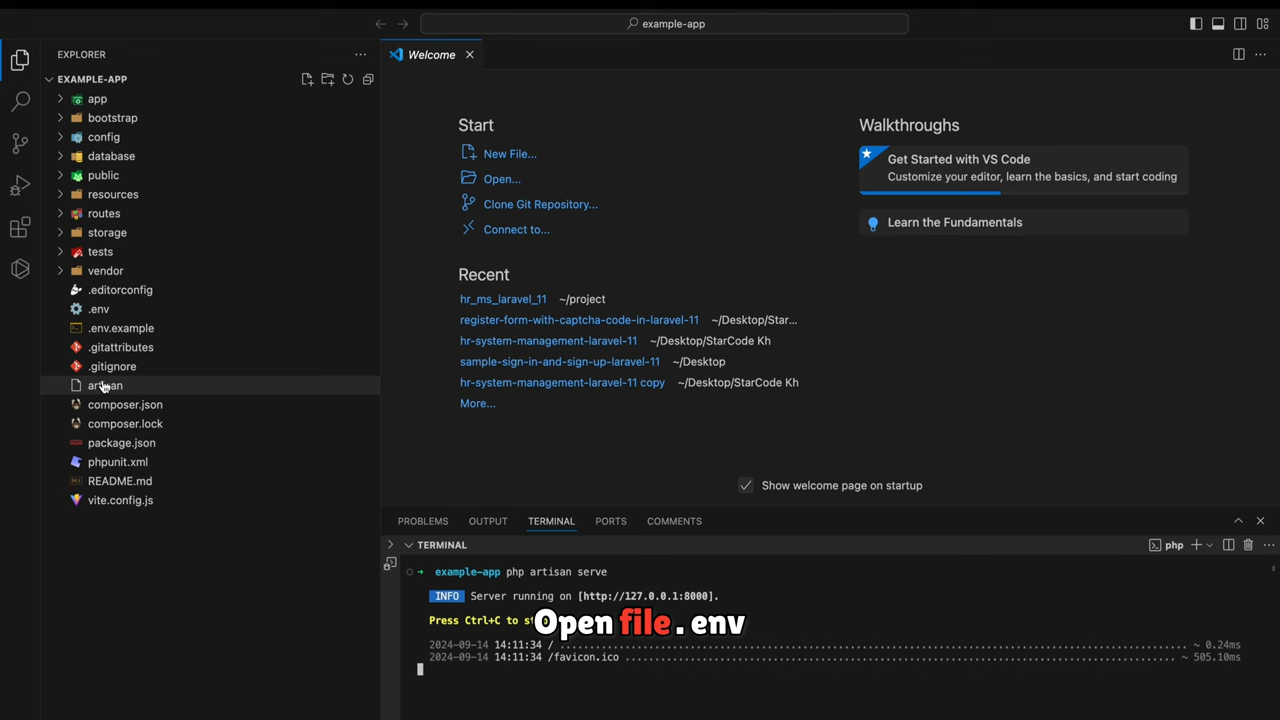 example-app
EXPLORER
EXAMPLE-APP
app
bootstrap
config
database
public
resources
routes
storage
tests
vendor
.editorconfig
.env
.env.example
.gitattributes
.gitignore
artisan
composer.json
composer.lock
package.json
phpunit.xml
README.md
vite.config.js
Welcome
Start
New File...
Open...
Clone Git Repository...
Connect to...
Recent
hr_ms_laravel_11 ~/project
register-form-with-captcha-code-in-laravel-11 ~/Desktop/Star...
hr-system-management-laravel-11 ~/Desktop/StarCode Kh
sample-sign-in-and-sign-up-laravel-11 ~/Desktop
hr-system-management-laravel-11 copy ~/Desktop/StarCode Kh
More...
Walkthroughs
Get Started with VS Code
Customize your editor, learn the basics, and start coding
Learn the Fundamentals
Show welcome page on startup
PROBLEMS OUTPUT TERMINAL PORTS COMMENTS
TERMINAL
php
example-app php artisan serve
INFO Server running on [http://127.0.0.1:8000].
Press Ctrl+C to
Open file .env
2024-09-14 14:11:34 / ~ 0.24ms
2024-09-14 14:11:34 /favicon.ico ~ 505.10ms